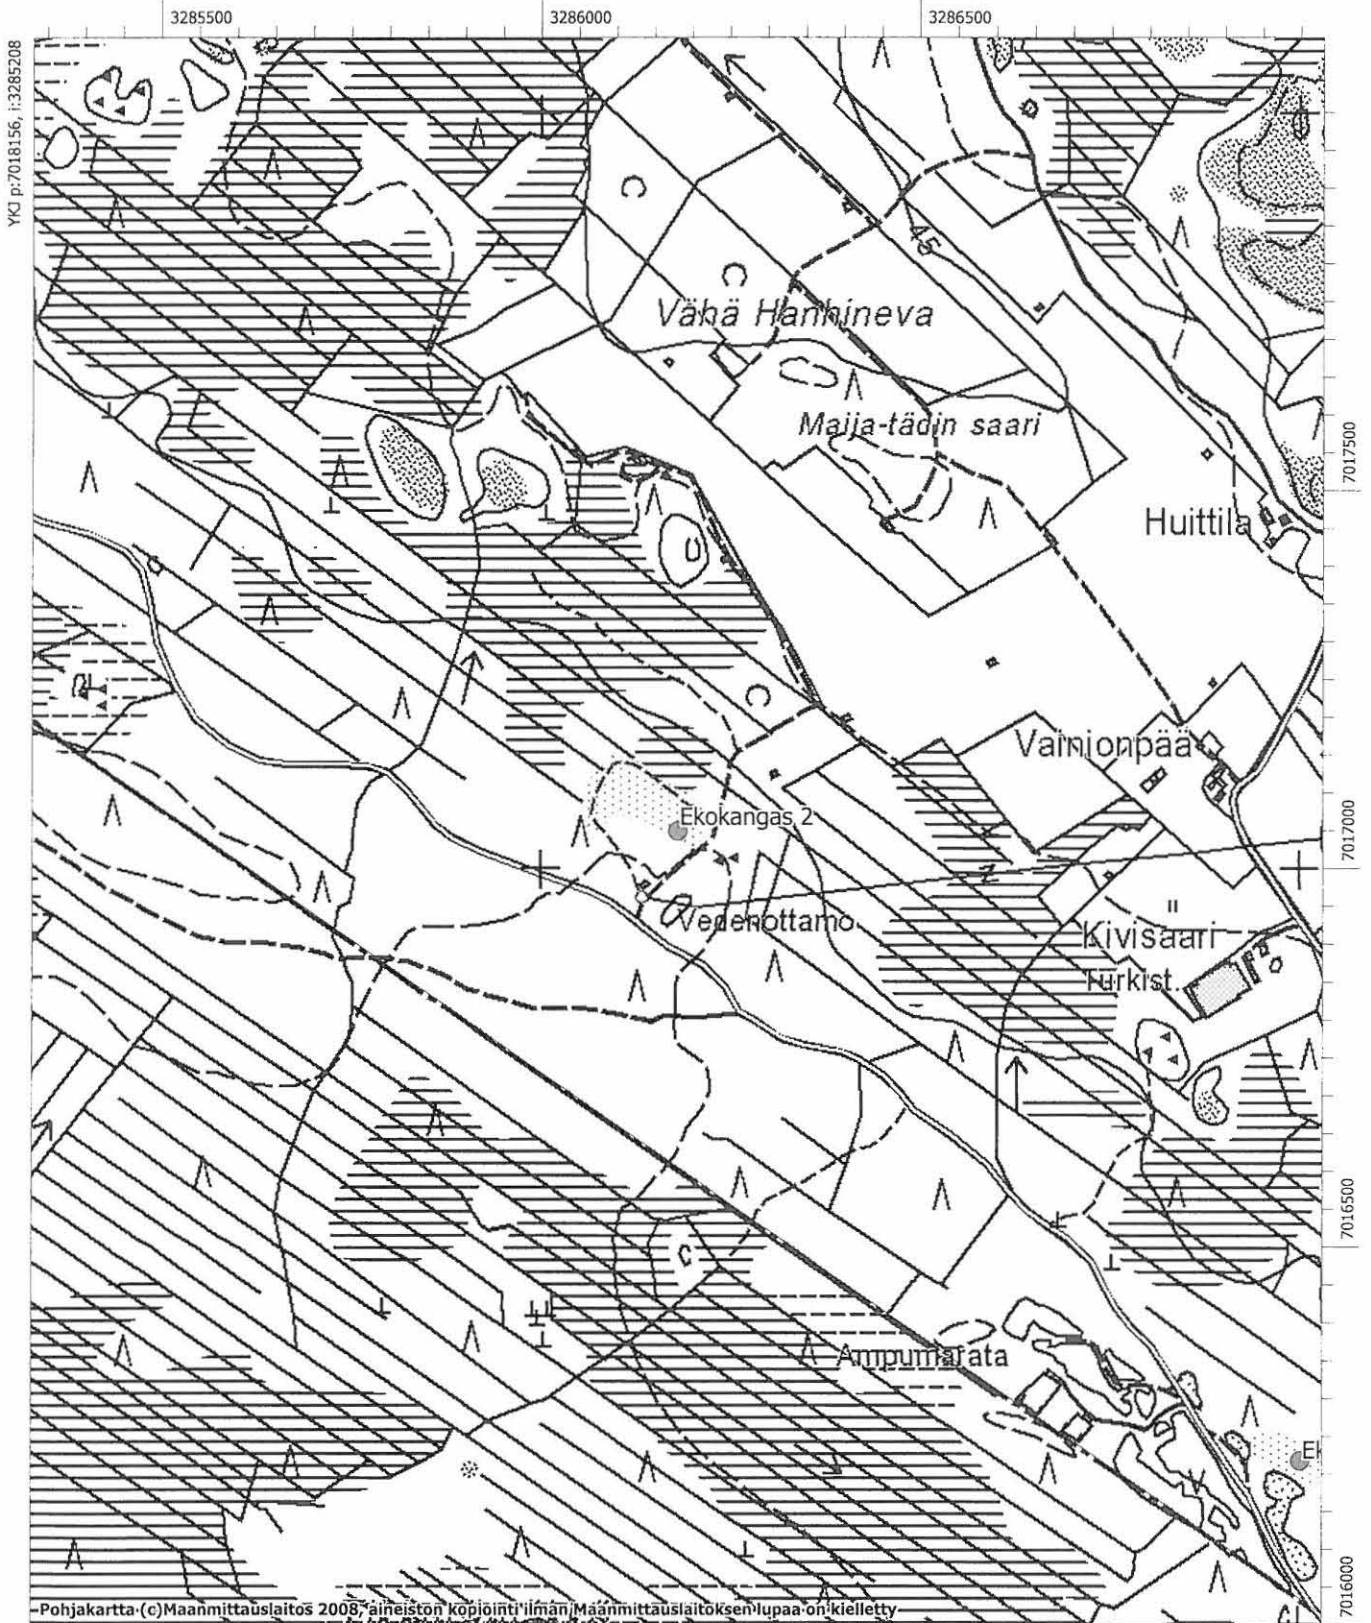 3285500
3286000
3286500
YKJ p:7018156, i:3285208
45
Vähä Hanhineva
Maija-tädin saari
7017500
Huittila
Vainionpää
Ekokangas 2
7017000
Z
Vedenottamo
Kivisaari
Turkist.
7016500
Ampumarata
Ek
7016000
Pohjakartta (c)Maanmittauslaitos 2008, aineiston kopiointi ilman Maanmittauslaitoksen lupaa on kielletty